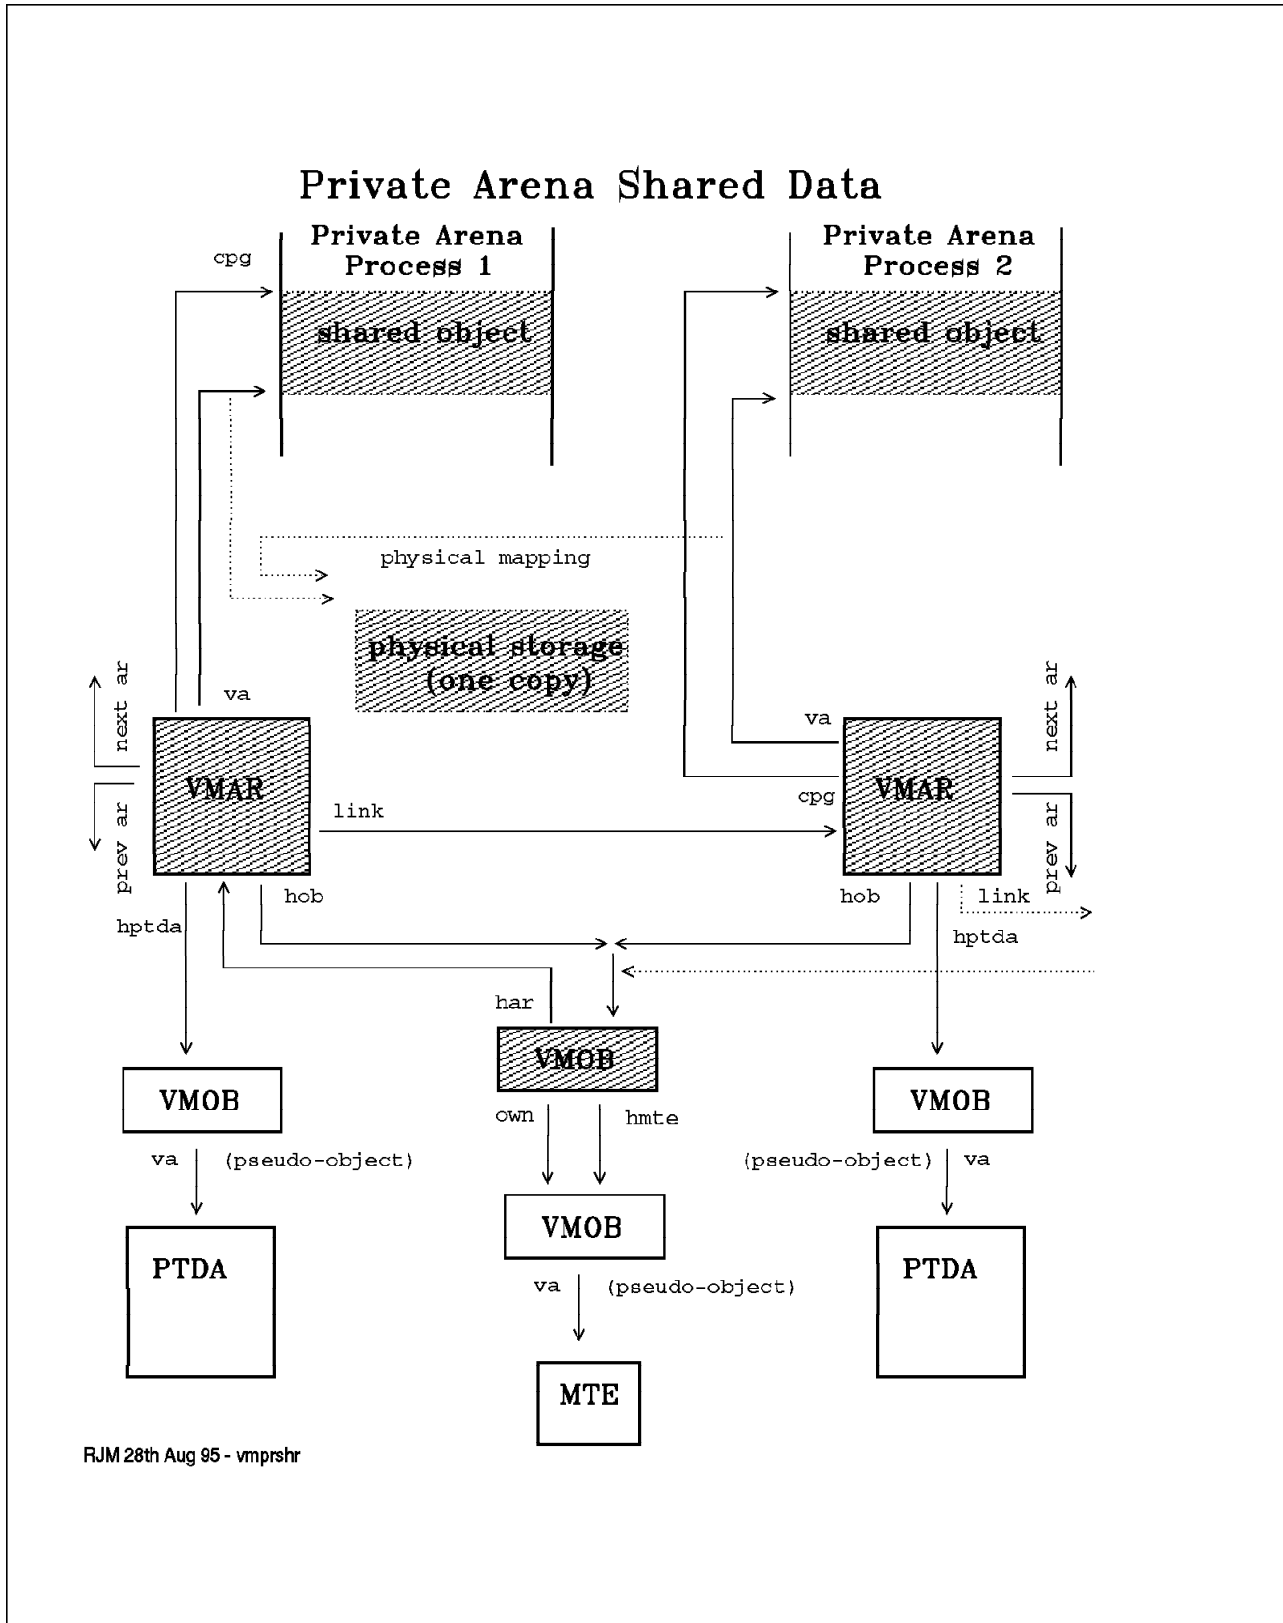 Private Arena Shared Data
Private Arena
Process 1
Private Arena
Process 2
cpg
shared object
shared object
physical mapping
physical storage
(one copy)
next ar
va
va
next ar
VMAR
VMAR
cpg
link
prev ar
prev ar
hob
hob
link
hptda
hptda
har
VMOB
VMOB
VMOB
own
hmte
va
(pseudo-object)
(pseudo-object)
va
VMOB
PTDA
PTDA
va
(pseudo-object)
MTE
RJM 28th Aug 95 - vmprshr